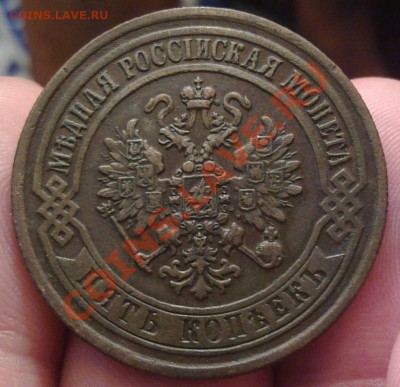 COINS.LAVE.RU
МѢДНАЯ РОССІЙСКАЯ МОНЕТА
ПЯТЬ КОПѢЕКЪ
COINS.LAVE.RU